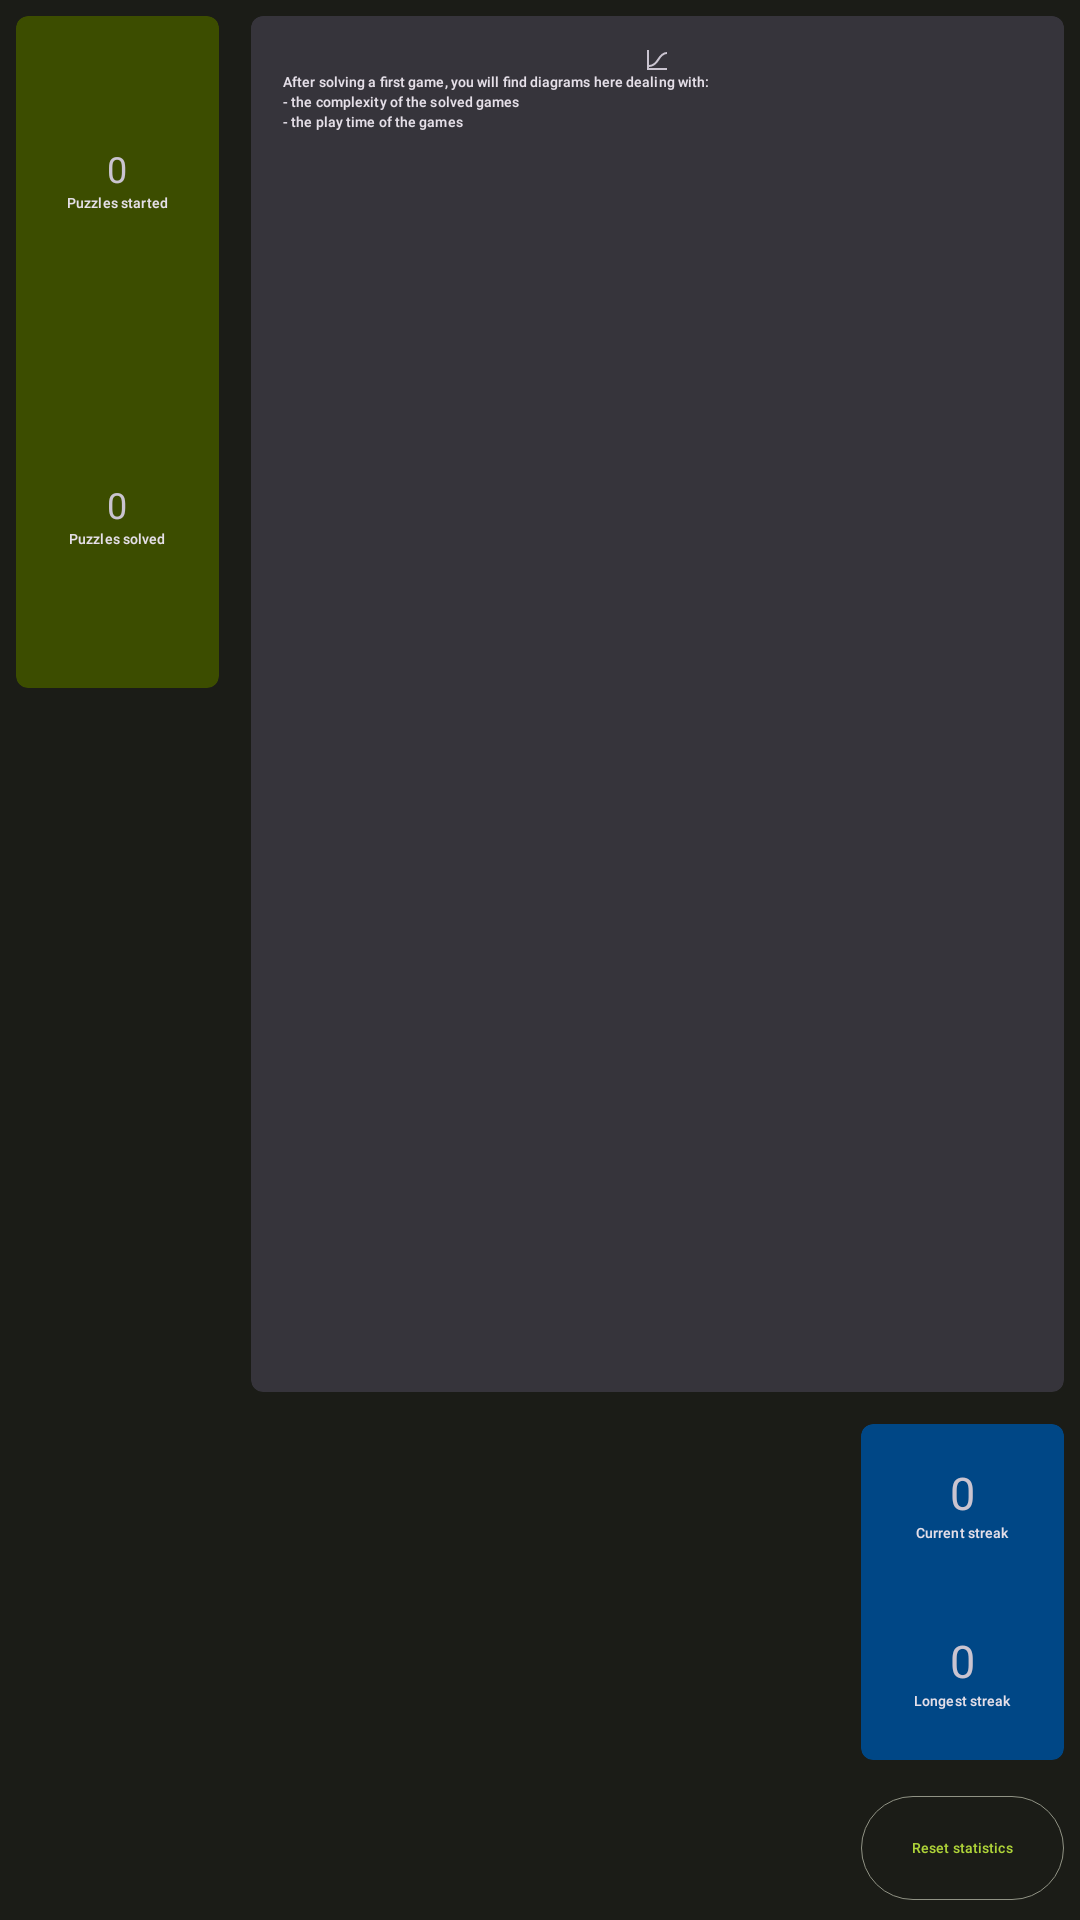 0
Puzzles started
0
Puzzles solved
After solving a first game, you will find diagrams here dealing with:
- the complexity of the solved games
- the play time of the games
0
Current streak
0
Longest streak
Reset statistics